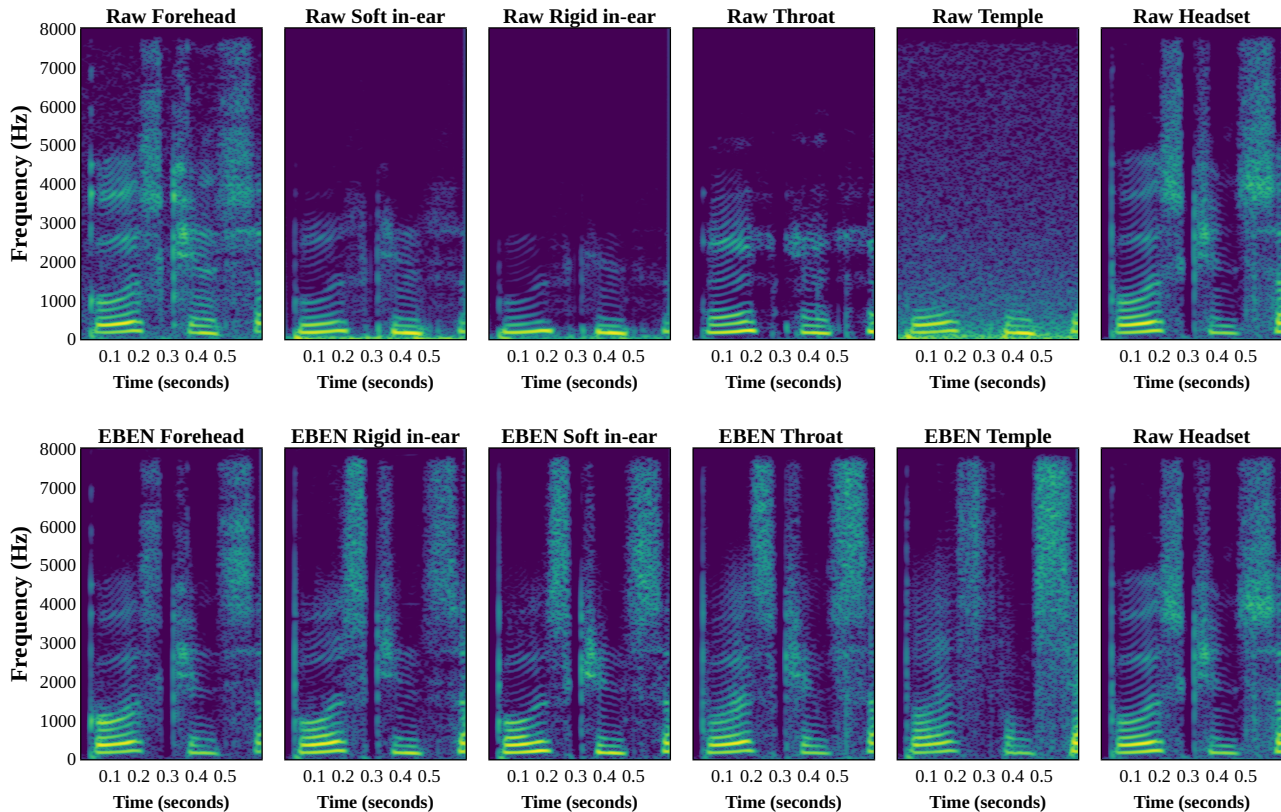 Raw Forehead Raw Soft in-ear Raw Rigid in-ear Raw Throat Raw Temple Raw Headset
8000
7000
6000
5000
4000
3000
2000
1000
0
Frequency (Hz)
0.1 0.2 0.3 0.4 0.5 0.1 0.2 0.3 0.4 0.5 0.1 0.2 0.3 0.4 0.5 0.1 0.2 0.3 0.4 0.5 0.1 0.2 0.3 0.4 0.5 0.1 0.2 0.3 0.4 0.5
Time (seconds) Time (seconds) Time (seconds) Time (seconds) Time (seconds) Time (seconds)
EBEN Forehead EBEN Rigid in-ear EBEN Soft in-ear EBEN Throat EBEN Temple Raw Headset
8000
7000
6000
5000
4000
3000
2000
1000
0
Frequency (Hz)
0.1 0.2 0.3 0.4 0.5 0.1 0.2 0.3 0.4 0.5 0.1 0.2 0.3 0.4 0.5 0.1 0.2 0.3 0.4 0.5 0.1 0.2 0.3 0.4 0.5 0.1 0.2 0.3 0.4 0.5
Time (seconds) Time (seconds) Time (seconds) Time (seconds) Time (seconds) Time (seconds)